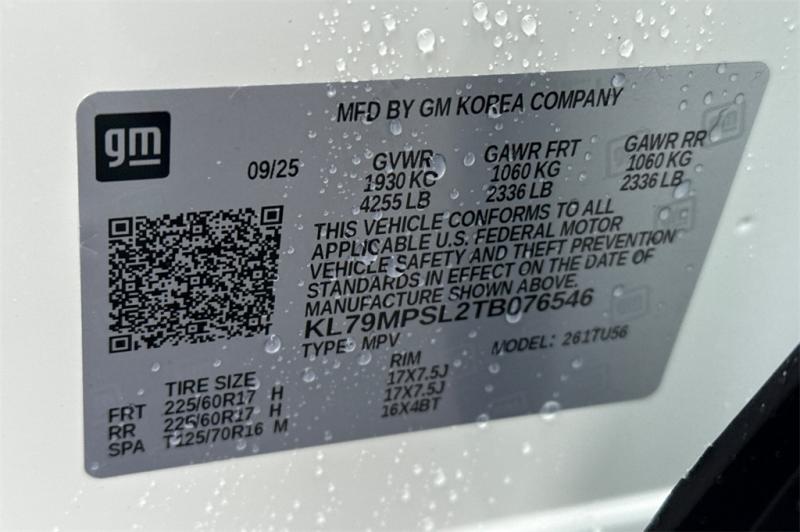 MFD BY GM KOREA COMPANY
gm
09/25
GVWR GAWR FRT GAWR RR
1930 KG 1060 KG 1060 KG
4255 LB 2336 LB 2336 LB
THIS VEHICLE CONFORMS TO ALL
APPLICABLE U.S. FEDERAL MOTOR
VEHICLE SAFETY AND THEFT PREVENTION
STANDARDS IN EFFECT ON THE DATE OF
MANUFACTURE SHOWN ABOVE.
KL79MPSL2TB076546
TYPE: MPV MODEL: 261TU56
TIRE SIZE RIM
FRT 225/60R17 H 17X7.5J
RR 225/60R17 H 17X7.5J
SPA T125/70R16 M 16X4BT